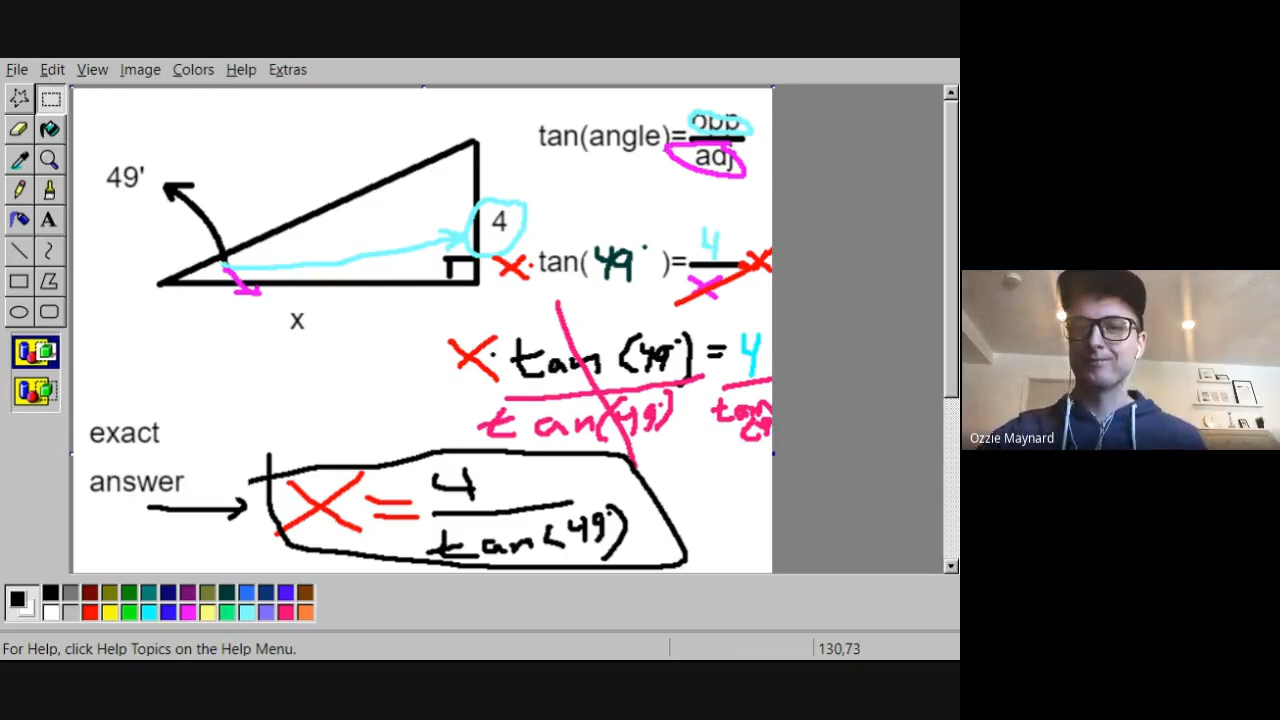 File Edit View Image Colors Help Extras
tan(angle)=opp
adj
49'
4
x· tan( 49° )= 4 ·x
x
x
x· tan(49°) = 4
tan(49°) tan
(49
exact
answer
x = 4
tan(49°)
Ozzie Maynard
For Help, click Help Topics on the Help Menu. 130,73